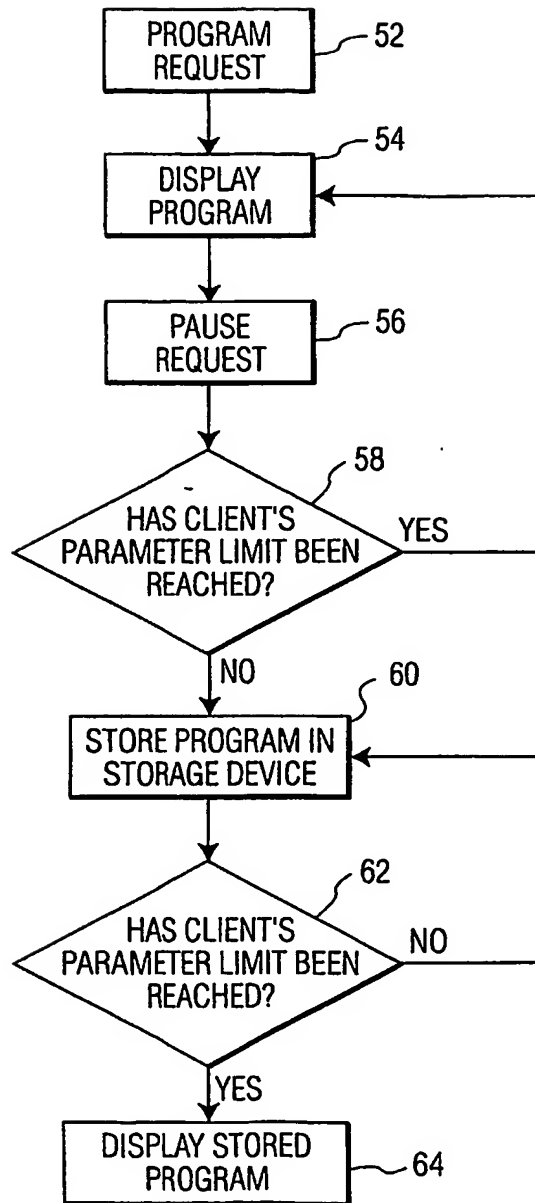 PROGRAM
REQUEST
52
54
DISPLAY
PROGRAM
PAUSE
REQUEST
56
58
HAS CLIENT'S
PARAMETER LIMIT BEEN
REACHED?
YES
NO
60
STORE PROGRAM IN
STORAGE DEVICE
62
HAS CLIENT'S
PARAMETER LIMIT BEEN
REACHED?
NO
YES
DISPLAY STORED
PROGRAM
64